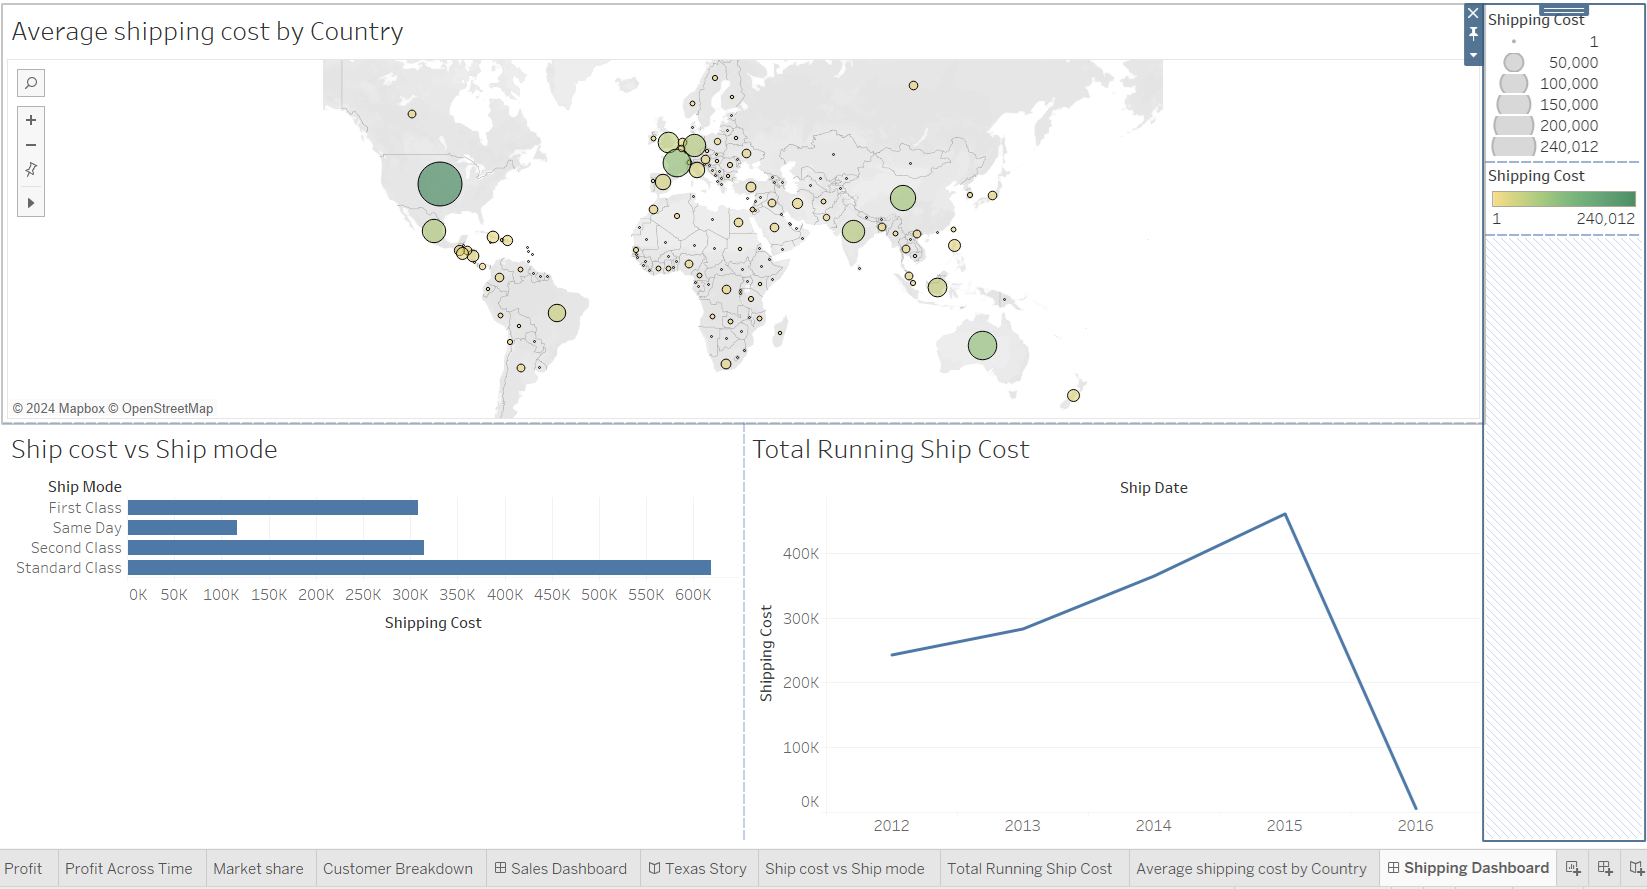 Average shipping cost by Country
© 2024 Mapbox © OpenStreetMap
Shipping Cost
1
50,000
100,000
150,000
200,000
240,012
Shipping Cost
1 240,012
Ship cost vs Ship mode
Ship Mode
First Class
Same Day
Second Class
Standard Class
0K 50K 100K 150K 200K 250K 300K 350K 400K 450K 500K 550K 600K
Shipping Cost
Total Running Ship Cost
Ship Date
Shipping Cost
400K
300K
200K
100K
0K
2012 2013 2014 2015 2016
Profit Profit Across Time Market share Customer Breakdown Sales Dashboard Texas Story Ship cost vs Ship mode Total Running Ship Cost Average shipping cost by Country Shipping Dashboard